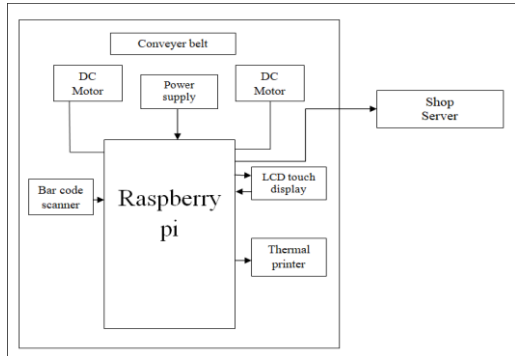 Conveyer belt
DC
Motor
Power
supply
DC
Motor
Shop
Server
Bar code
scanner
Raspberry
pi
LCD touch
display
Thermal
printer